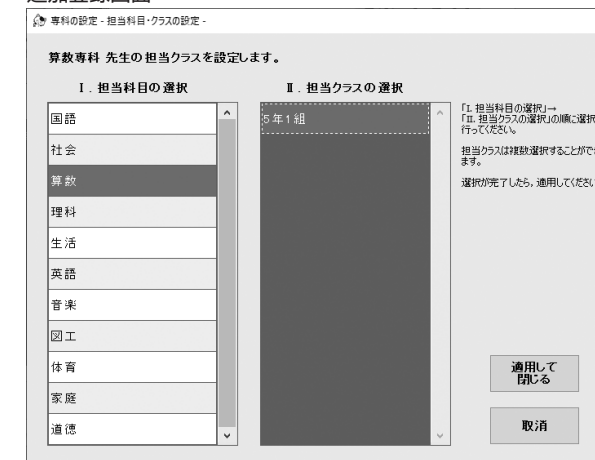 専科の設定 - 担当科目・クラスの設定 -
算数専科 先生の担当クラスを設定します。
Ⅰ. 担当科目の選択
Ⅱ. 担当クラスの選択
国語
社会
算数
理科
生活
英語
音楽
図工
体育
家庭
道徳
5年1組
「Ⅰ. 担当科目の選択」→
「Ⅱ. 担当クラスの選択」の順に選択
行ってください。
担当クラスは複数選択することがで
ます。
選択が完了したら, 適用してくださ
適用して
閉じる
取消